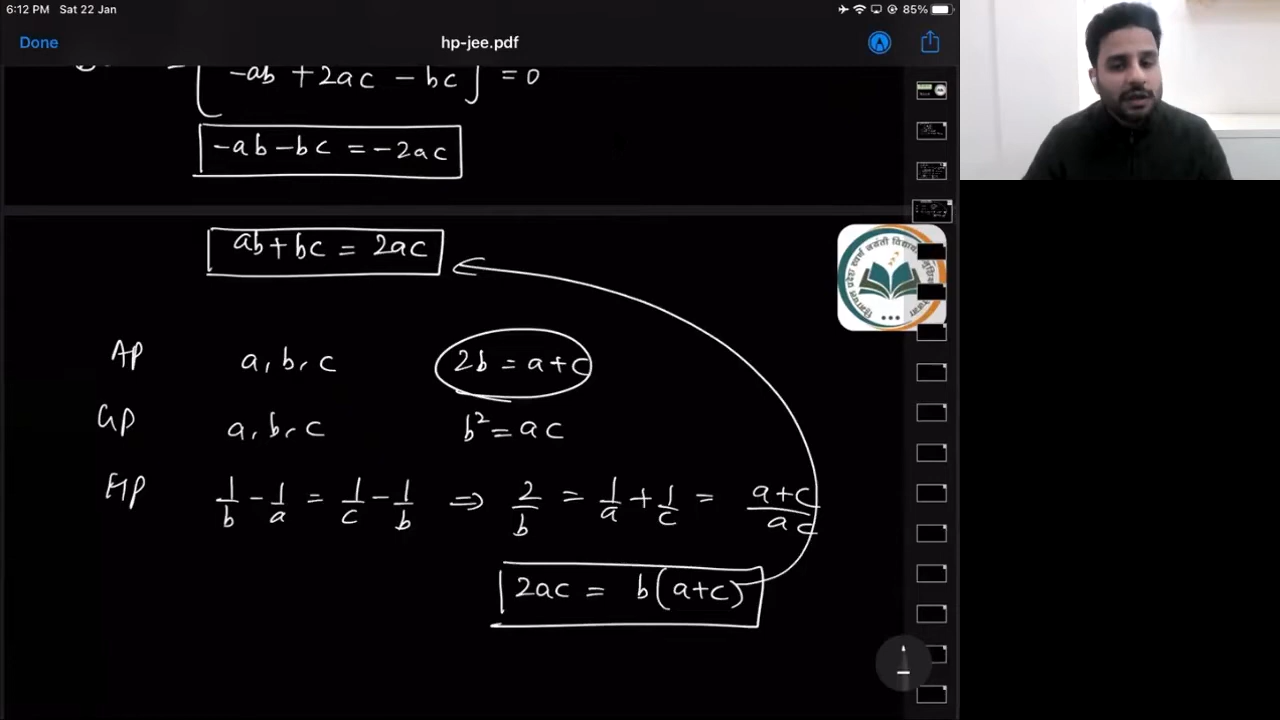 6:12 PM Sat 22 Jan 85%
Done hp-jee.pdf
-ab + 2ac - bc = 0
-ab - bc = -2ac
ab + bc = 2ac
AP a, b, c 2b = a+c
GP a, b, c b² = ac
HP 1/b - 1/a = 1/c - 1/b ⇒ 2/b = 1/a + 1/c = a+c/ac
2ac = b(a+c)